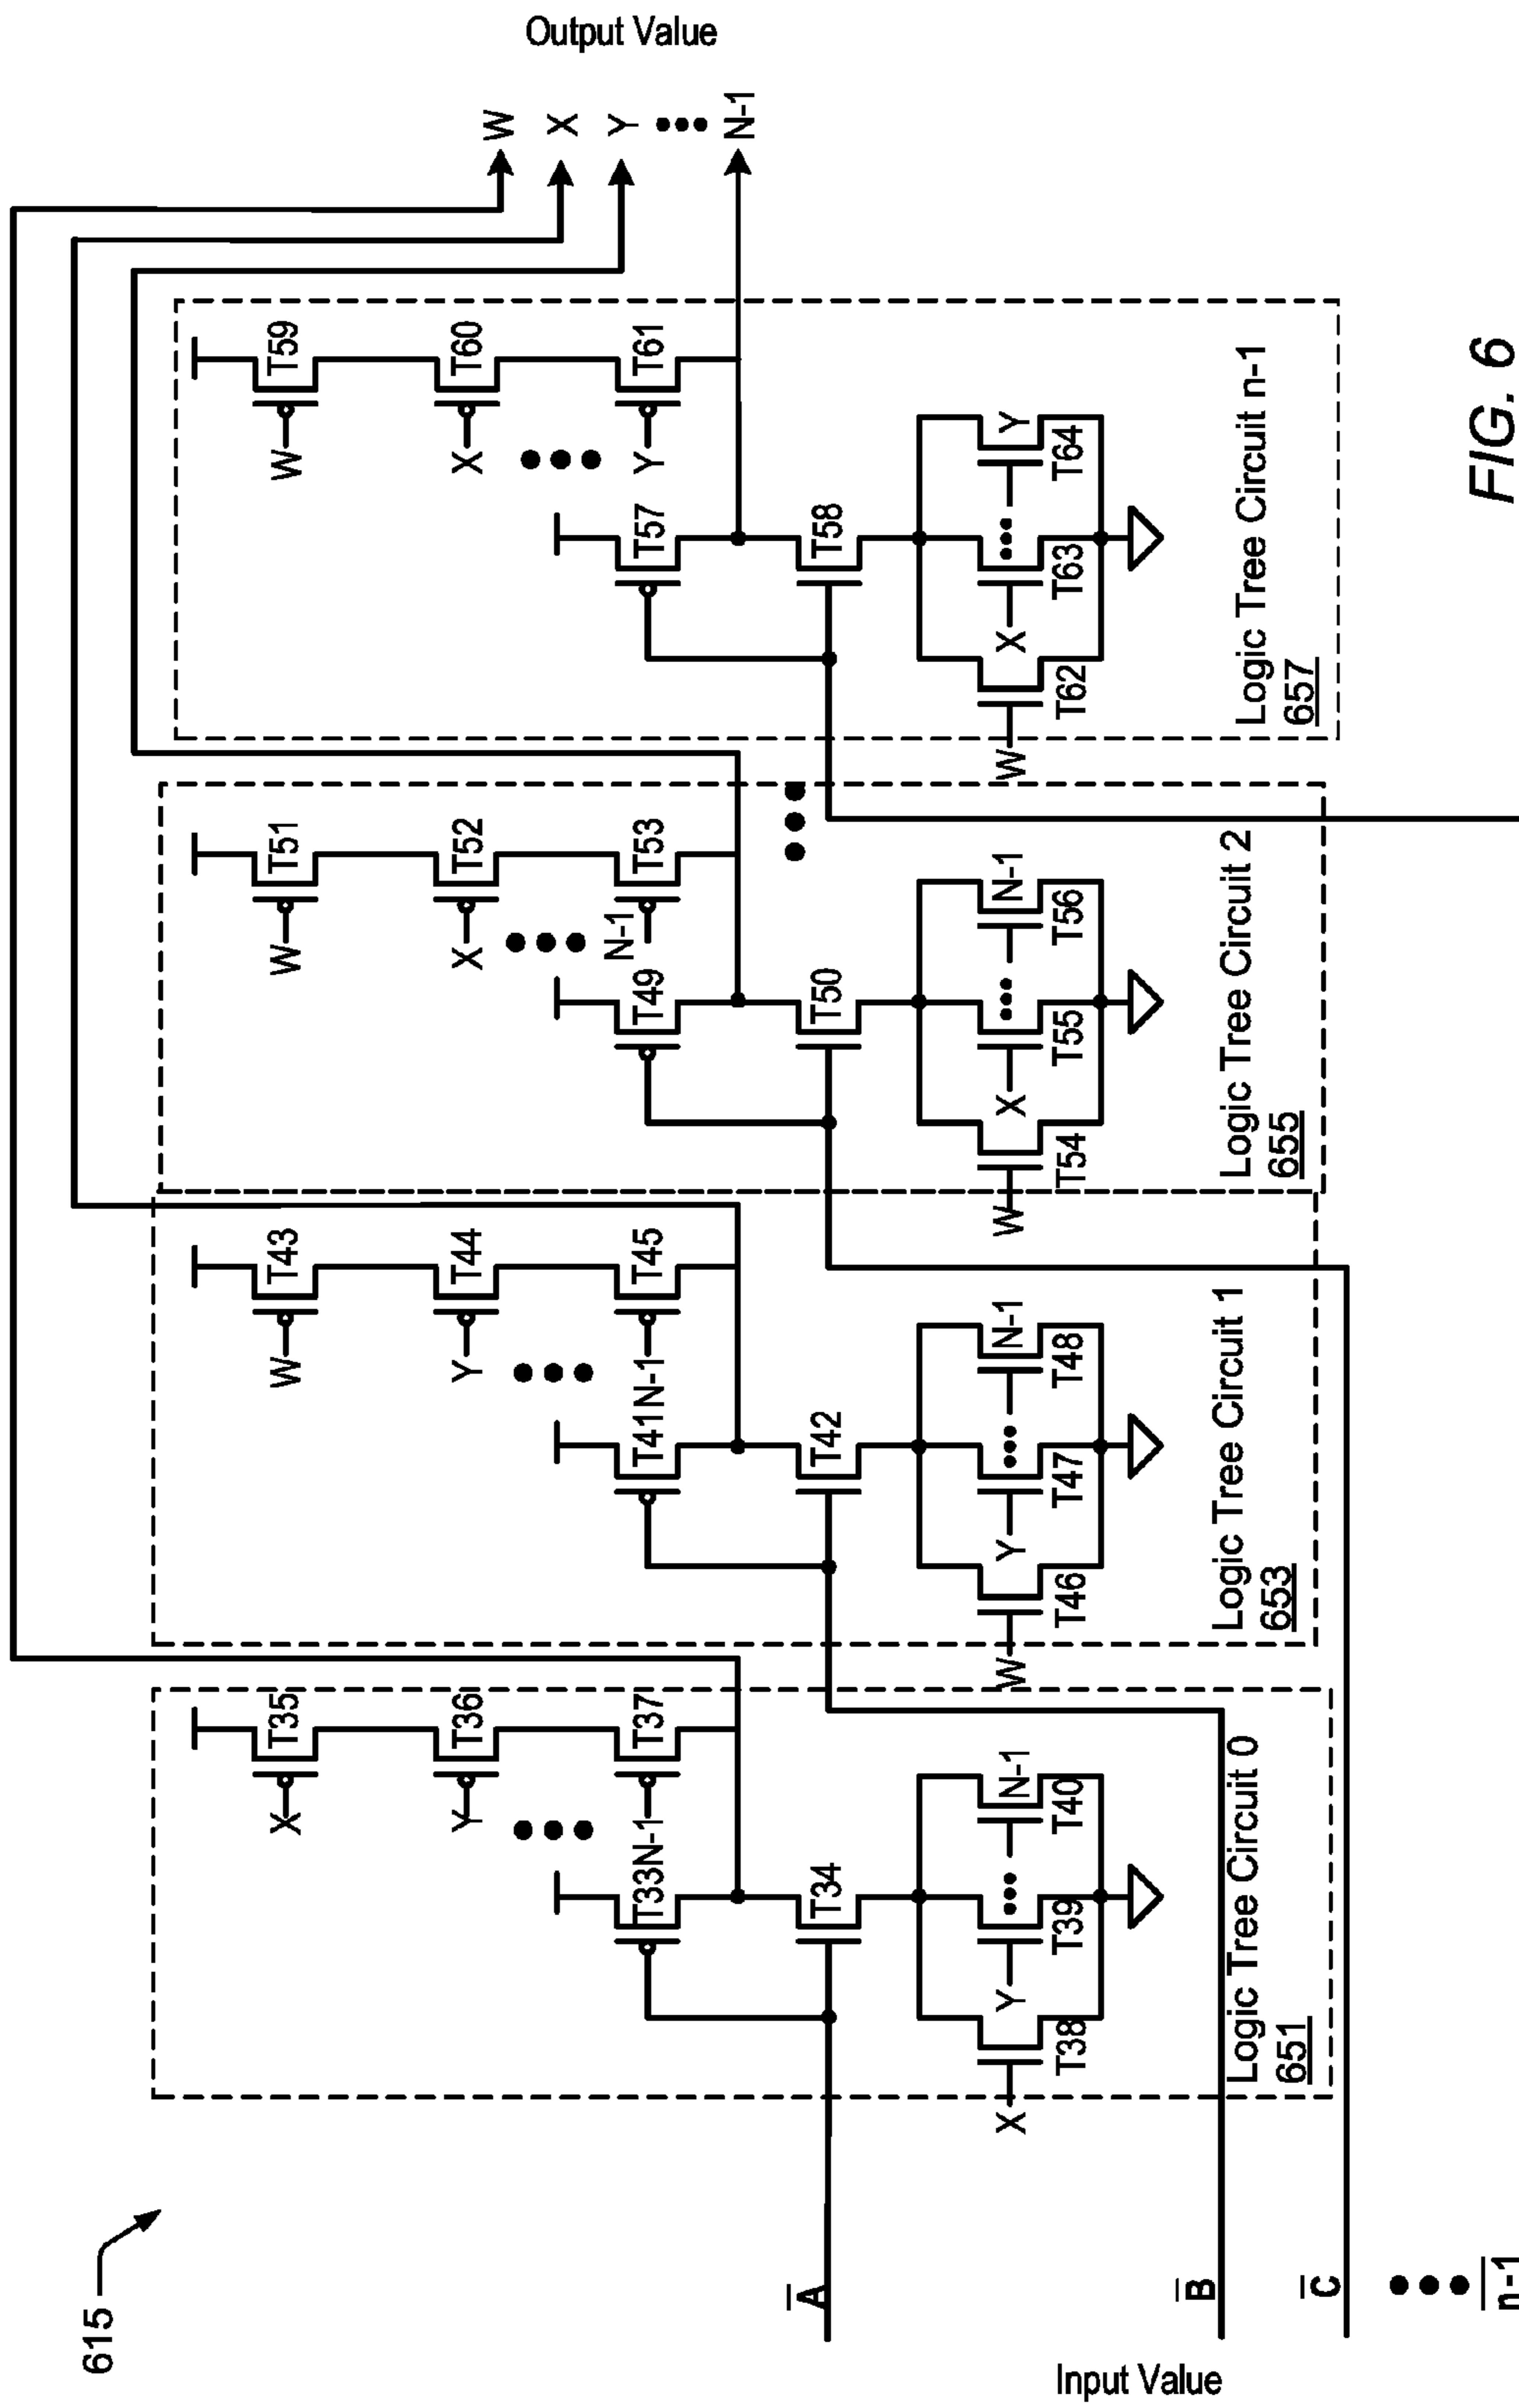 615
Input Value
A
B
C
n-1
Logic Tree Circuit 0
651
T33
T34
X
T35
Y
T36
N-1
T37
X
T38
Y
T39
N-1
T40
Logic Tree Circuit 1
653
T41
T42
W
T43
Y
T44
N-1
T45
W
T46
Y
T47
N-1
T48
Logic Tree Circuit 2
655
T49
T50
W
T51
X
T52
N-1
T53
W
T54
X
T55
N-1
T56
Logic Tree Circuit n-1
657
T57
T58
W
T59
X
T60
Y
T61
W
T62
X
T63
Y
T64
Output Value
W
X
Y
N-1
FIG. 6